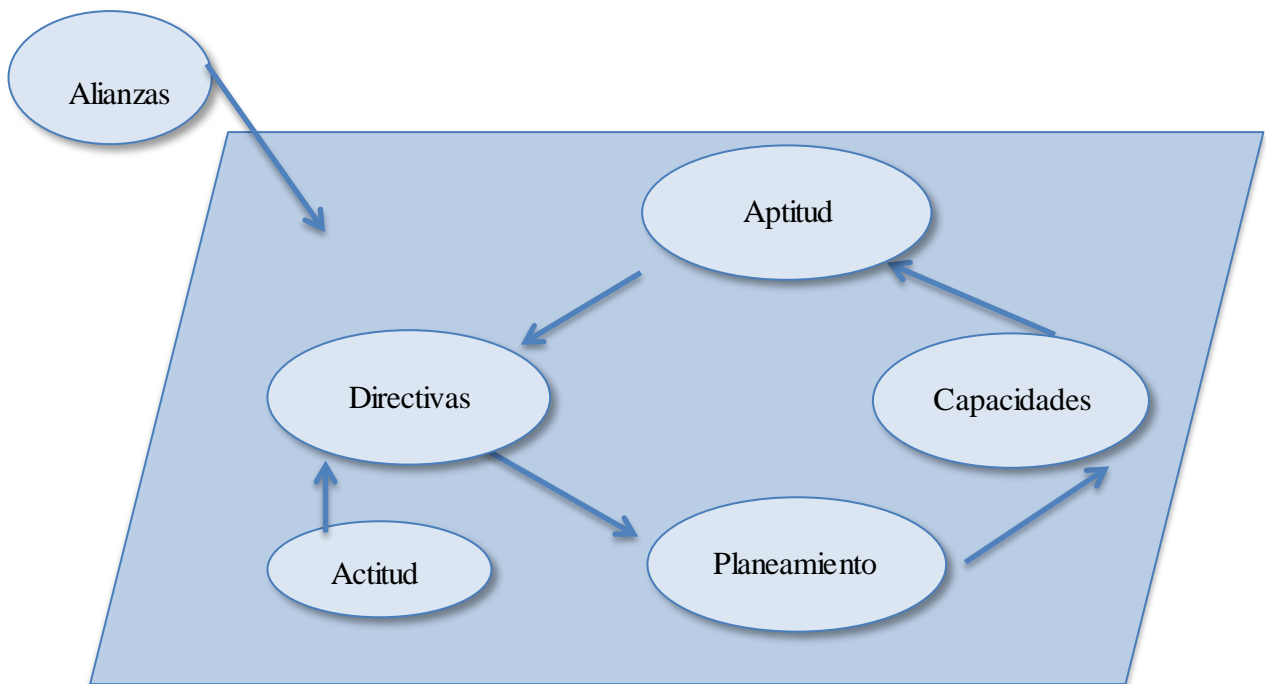 Alianzas
Aptitud
Directivas
Capacidades
Actitud
Planeamiento